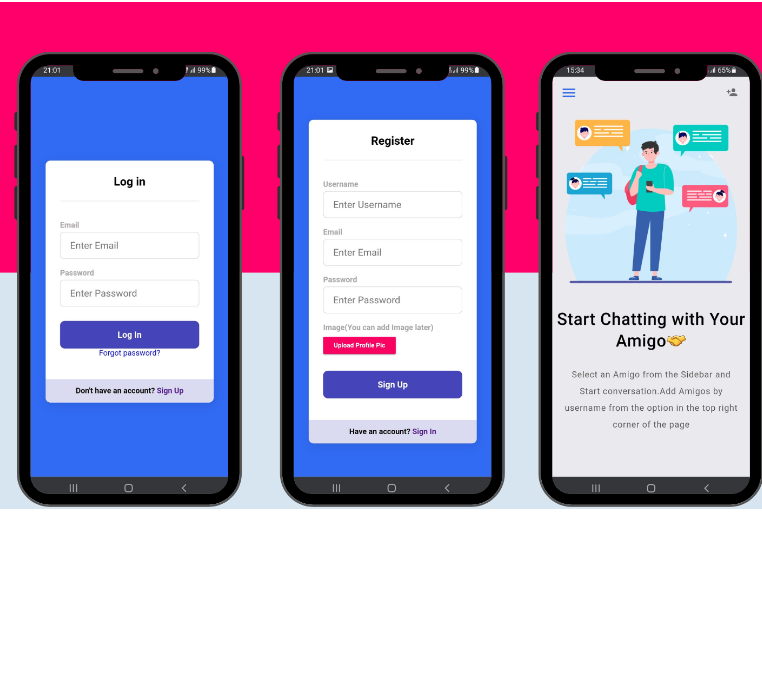 21:01
99%
Log in
Email
Enter Email
Password
Enter Password
Log In
Forgot password?
Don't have an account? Sign Up
21:01
99%
Register
Username
Enter Username
Email
Enter Email
Password
Enter Password
Image(You can add Image later)
Upload Profile Pic
Sign Up
Have an account? Sign In
15:34
65%
Start Chatting with Your
Amigo🤝
Select an Amigo from the Sidebar and
Start conversation.Add Amigos by
username from the option in the top right
corner of the page